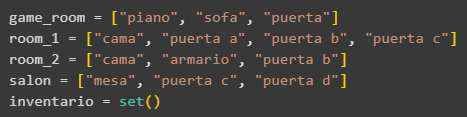 game_room = ["piano", "sofa", "puerta"]
room_1 = ["cama", "puerta a", "puerta b", "puerta c"]
room_2 = ["cama", "armario", "puerta b"]
salon = ["mesa", "puerta c", "puerta d"]
inventario = set()